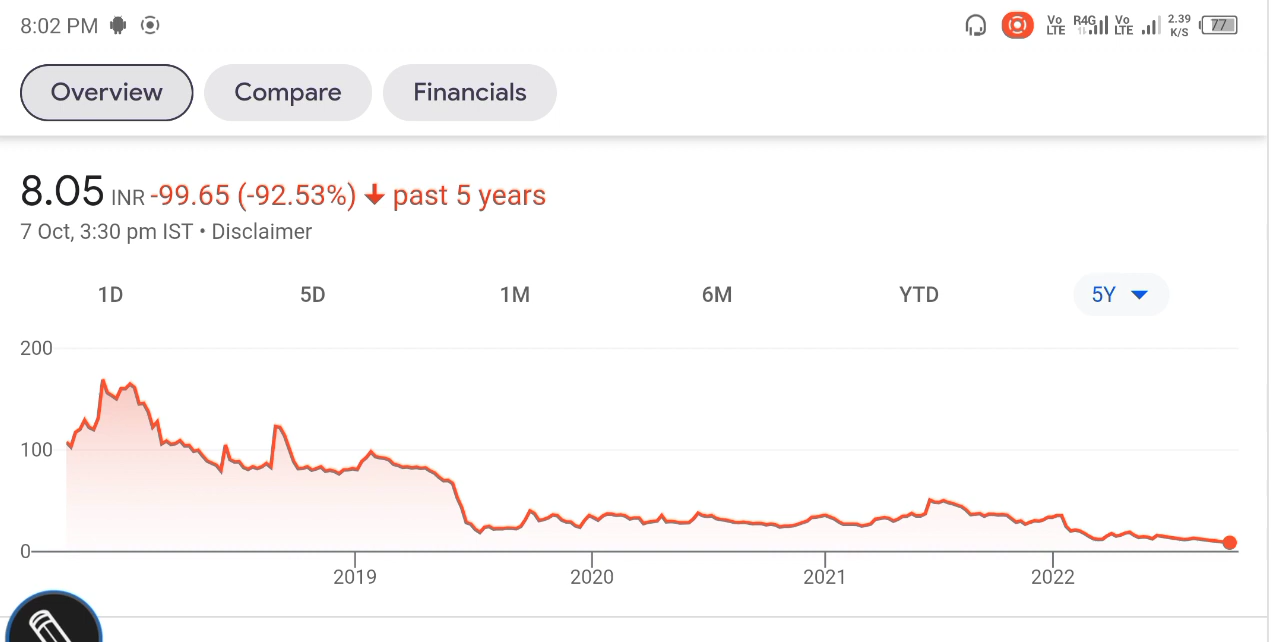 8:02 PM Vo LTE R4G Vo LTE 2.39 K/S 77
Overview Compare Financials
8.05 INR -99.65 (-92.53%) past 5 years
7 Oct, 3:30 pm IST • Disclaimer
1D 5D 1M 6M YTD 5Y
200
100
0
2019 2020 2021 2022